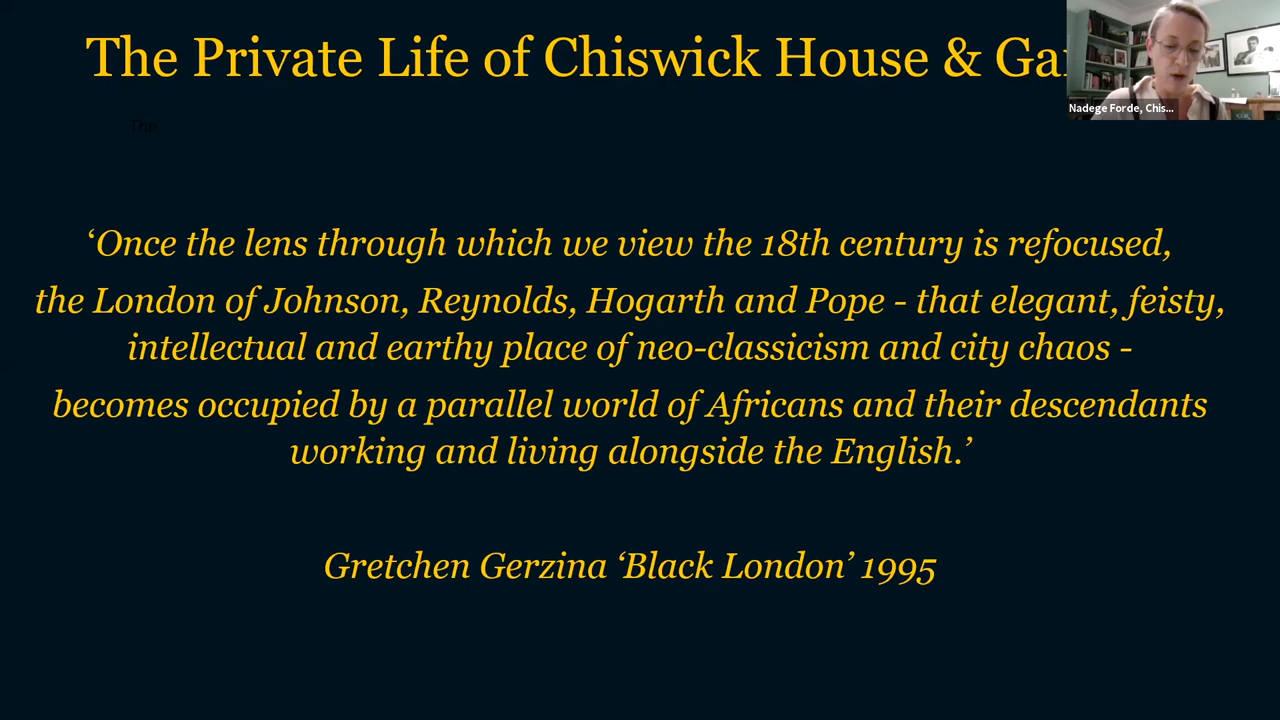 The Private Life of Chiswick House & Ga
Nadege Forde, Chis...
The
‘Once the lens through which we view the 18th century is refocused,
the London of Johnson, Reynolds, Hogarth and Pope - that elegant, feisty,
intellectual and earthy place of neo-classicism and city chaos -
becomes occupied by a parallel world of Africans and their descendants
working and living alongside the English.’
Gretchen Gerzina ‘Black London’ 1995